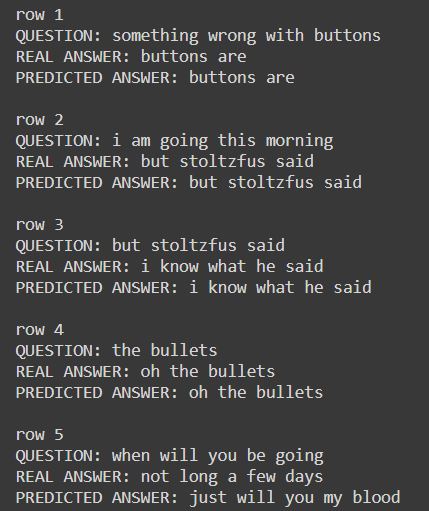 row 1
QUESTION: something wrong with buttons
REAL ANSWER: buttons are
PREDICTED ANSWER: buttons are
row 2
QUESTION: i am going this morning
REAL ANSWER: but stoltzfus said
PREDICTED ANSWER: but stoltzfus said
row 3
QUESTION: but stoltzfus said
REAL ANSWER: i know what he said
PREDICTED ANSWER: i know what he said
row 4
QUESTION: the bullets
REAL ANSWER: oh the bullets
PREDICTED ANSWER: oh the bullets
row 5
QUESTION: when will you be going
REAL ANSWER: not long a few days
PREDICTED ANSWER: just will you my blood